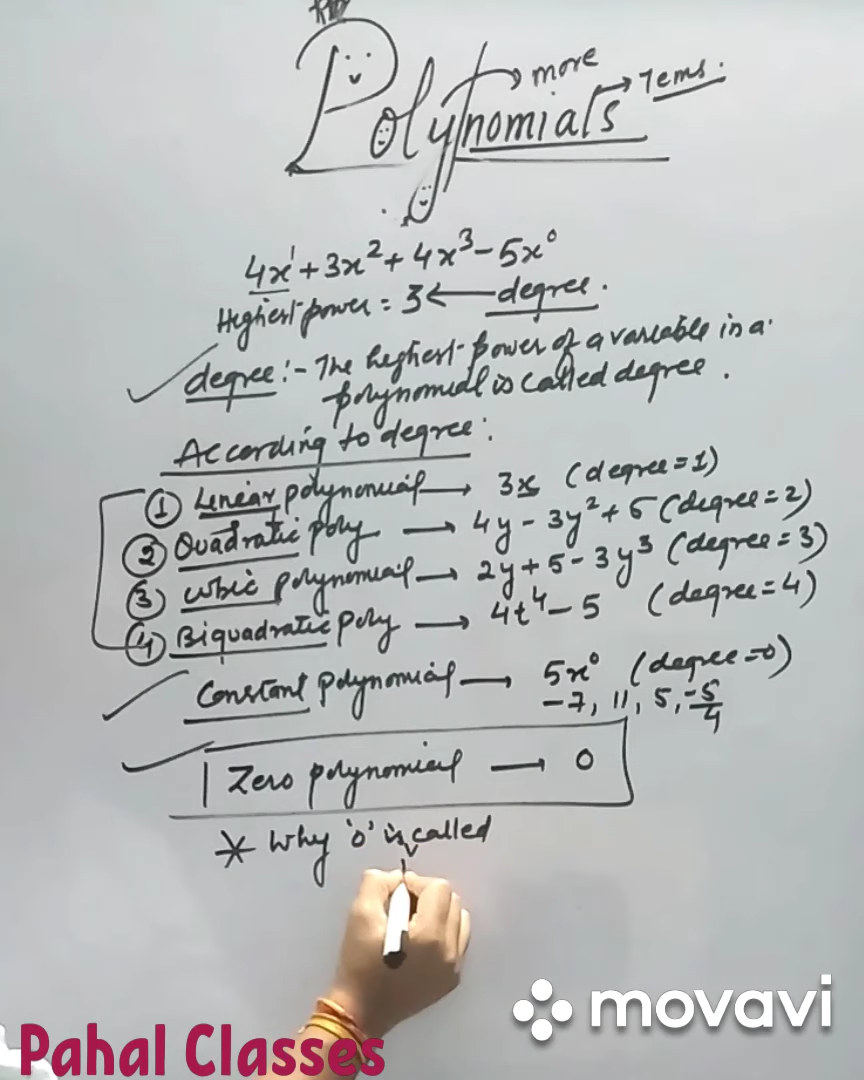 Polynomials → more → Tems.
4x¹ + 3x² + 4x³ - 5x⁰
Highest power = 3 ← degree.
degree :- The highest power of a variable in a
polynomial is called degree.
According to degree :
① Linear polynomial → 3x (degree = 1)
② Quadratic poly → 4y - 3y² + 5 (degree = 2)
③ Cubic polynomial → 2y + 5 - 3y³ (degree = 3)
④ Biquadratic poly → 4t⁴ - 5 (degree = 4)
Constant polynomial → 5x⁰ (degree = 0)
-7, 11, 5, -5/4
Zero polynomial → 0
* Why '0' is called
movavi
Pahal Classes